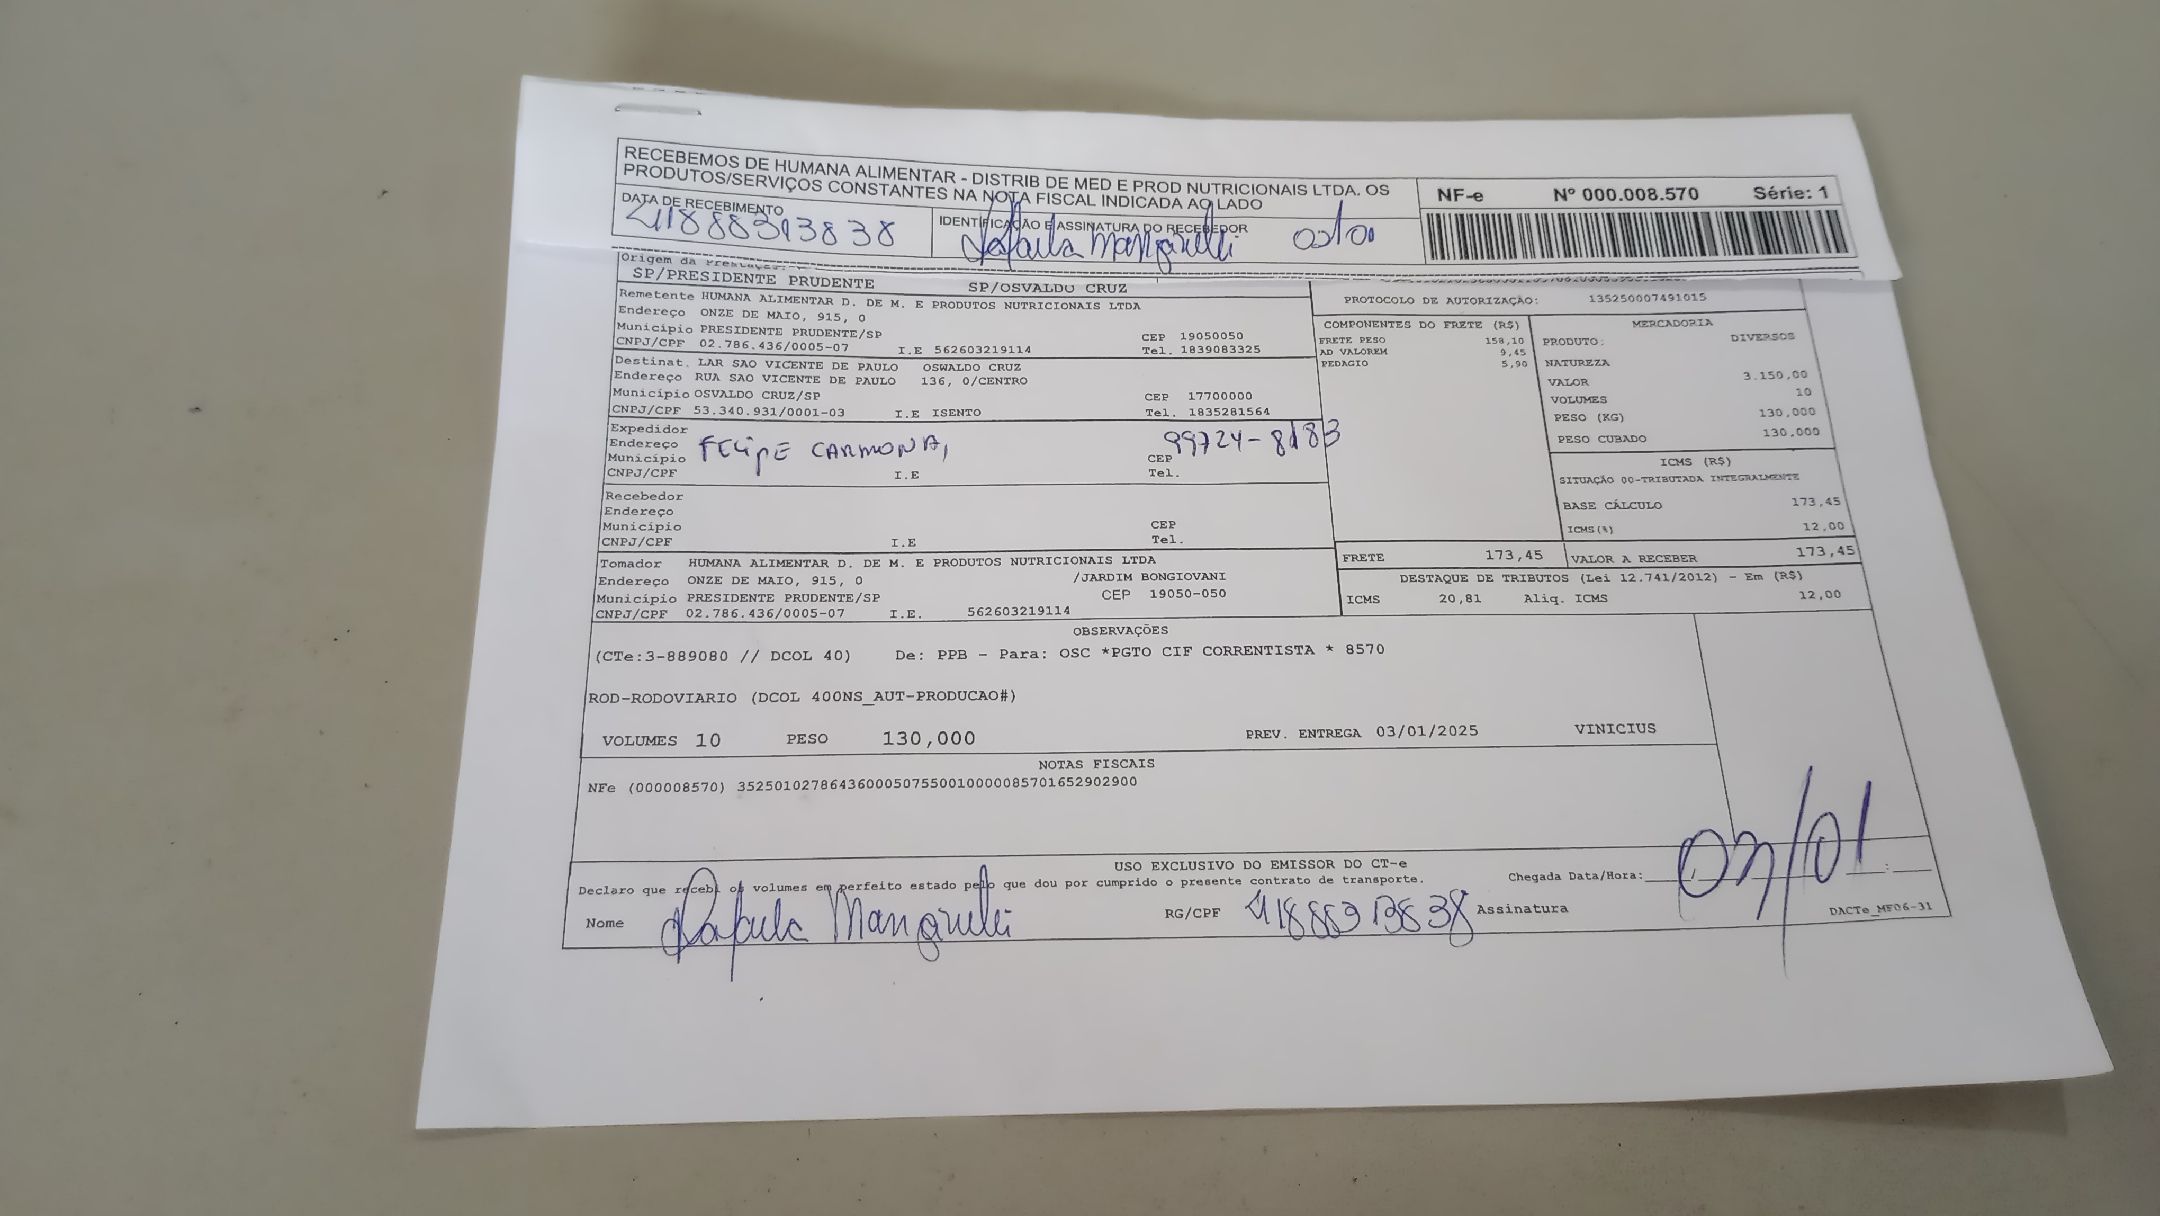 RECEBEMOS DE HUMANA ALIMENTAR - DISTRIB DE MED E PROD NUTRICIONAIS LTDA. OS
PRODUTOS/SERVIÇOS CONSTANTES NA NOTA FISCAL INDICADA AO LADO
NF-e Nº 000.008.570 Série: 1
DATA DE RECEBIMENTO
IDENTIFICAÇÃO E ASSINATURA DO RECEBEDOR
41888313838
Origem da
SP/PRESIDENTE PRUDENTE SP/OSVALDO CRUZ
Remetente HUMANA ALIMENTAR D. DE M. E PRODUTOS NUTRICIONAIS LTDA
Endereço ONZE DE MAIO, 915, 0
Município PRESIDENTE PRUDENTE/SP CEP 19050050
CNPJ/CPF 02.786.436/0005-07 I.E 562603219114 Tel. 1839083325
Destinat. LAR SAO VICENTE DE PAULO OSWALDO CRUZ
Endereço RUA SAO VICENTE DE PAULO 136, 0/CENTRO
Município OSVALDO CRUZ/SP CEP 17700000
CNPJ/CPF 53.340.931/0001-03 I.E ISENTO Tel. 1835281564
Expedidor
Endereço FELIPE CARMONA, 99724-8183
Município CEP
CNPJ/CPF I.E Tel.
Recebedor
Endereço
Município CEP
CNPJ/CPF I.E Tel.
Tomador HUMANA ALIMENTAR D. DE M. E PRODUTOS NUTRICIONAIS LTDA
Endereço ONZE DE MAIO, 915, 0 /JARDIM BONGIOVANI
Município PRESIDENTE PRUDENTE/SP CEP 19050-050
CNPJ/CPF 02.786.436/0005-07 I.E. 562603219114
PROTOCOLO DE AUTORIZAÇÃO: 135250007491015
COMPONENTES DO FRETE (R$)
FRETE PESO 158,10
AD VALOREM 9,45
PEDAGIO 5,90
MERCADORIA
PRODUTO: DIVERSOS
NATUREZA
VALOR 3.150,00
VOLUMES 10
PESO (KG) 130,000
PESO CUBADO 130,000
ICMS (R$)
SITUAÇÃO 00-TRIBUTADA INTEGRALMENTE
BASE CÁLCULO 173,45
ICMS(%) 12,00
FRETE 173,45 VALOR A RECEBER 173,45
DESTAQUE DE TRIBUTOS (Lei 12.741/2012) - Em (R$)
ICMS 20,81 Aliq. ICMS 12,00
OBSERVAÇÕES
(CTe:3-889080 // DCOL 40) De: PPB - Para: OSC *PGTO CIF CORRENTISTA * 8570
ROD-RODOVIARIO (DCOL 400NS_AUT-PRODUCAO#)
VOLUMES 10 PESO 130,000 PREV. ENTREGA 03/01/2025 VINICIUS
NOTAS FISCAIS
NFe (000008570) 35250102786436000507550010000085701652902900
USO EXCLUSIVO DO EMISSOR DO CT-e
Declaro que recebi os volumes em perfeito estado pelo que dou por cumprido o presente contrato de transporte. Chegada Data/Hora: 03/01
Nome RG/CPF 41888313838 Assinatura
DACTe_MF06-31